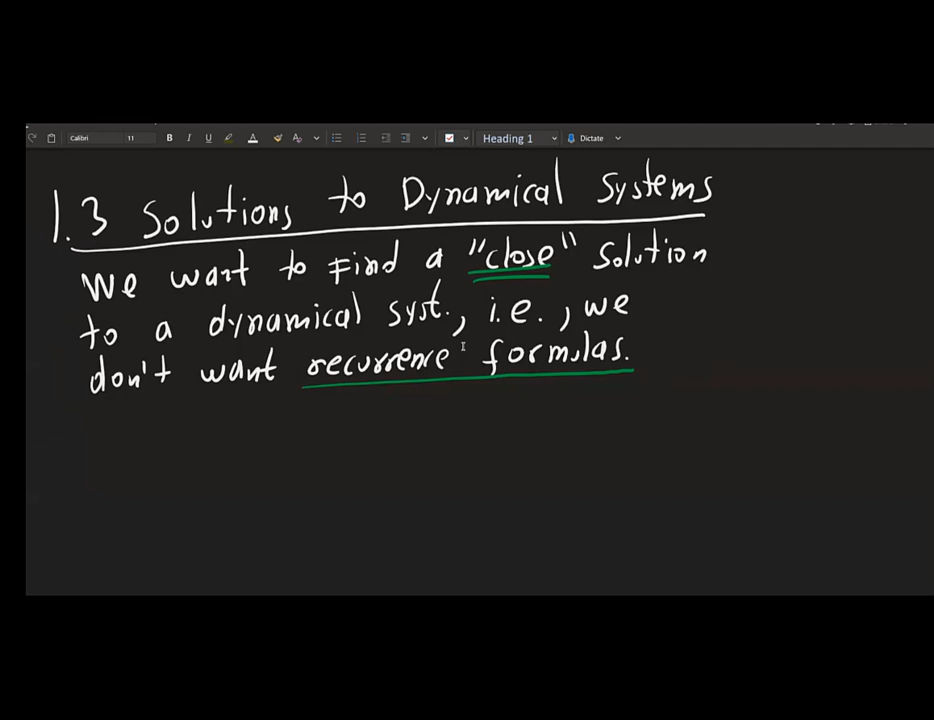 Calibri 11 B I U A Heading 1 Dictate
1.3 Solutions to Dynamical Systems
We want to find a "close" solution
to a dynamical syst., i.e., we
don't want recurrence formulas.